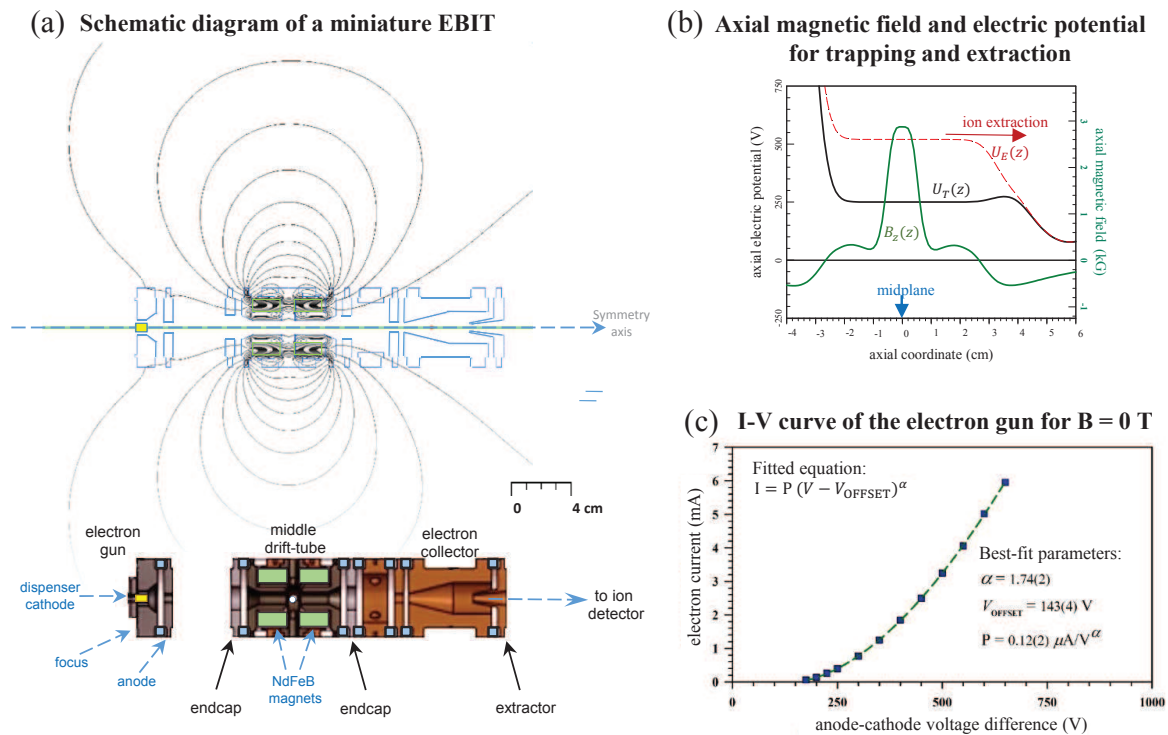 (a) Schematic diagram of a miniature EBIT
Symmetry
axis
0 4 cm
electron
gun
middle
drift-tube
electron
collector
dispenser
cathode
to ion
detector
focus
anode
NdFeB
magnets
endcap
endcap
extractor
(b) Axial magnetic field and electric potential
for trapping and extraction
axial electric potential (V)
750
500
250
0
-250
ion extraction
U_E(z)
U_T(z)
B_z(z)
midplane
3
2
1
0
-1
axial magnetic
field (kG)
-4 -3 -2 -1 0 1 2 3 4 5 6
axial coordinate (cm)
(c) I-V curve of the electron gun for B = 0 T
electron current (mA)
7
6
5
4
3
2
1
0
Fitted equation:
I = P (V − V_OFFSET)^α
Best-fit parameters:
α = 1.74(2)
V_OFFSET = 143(4) V
P = 0.12(2) μA/V^α
0 250 500 750 1000
anode-cathode voltage difference (V)